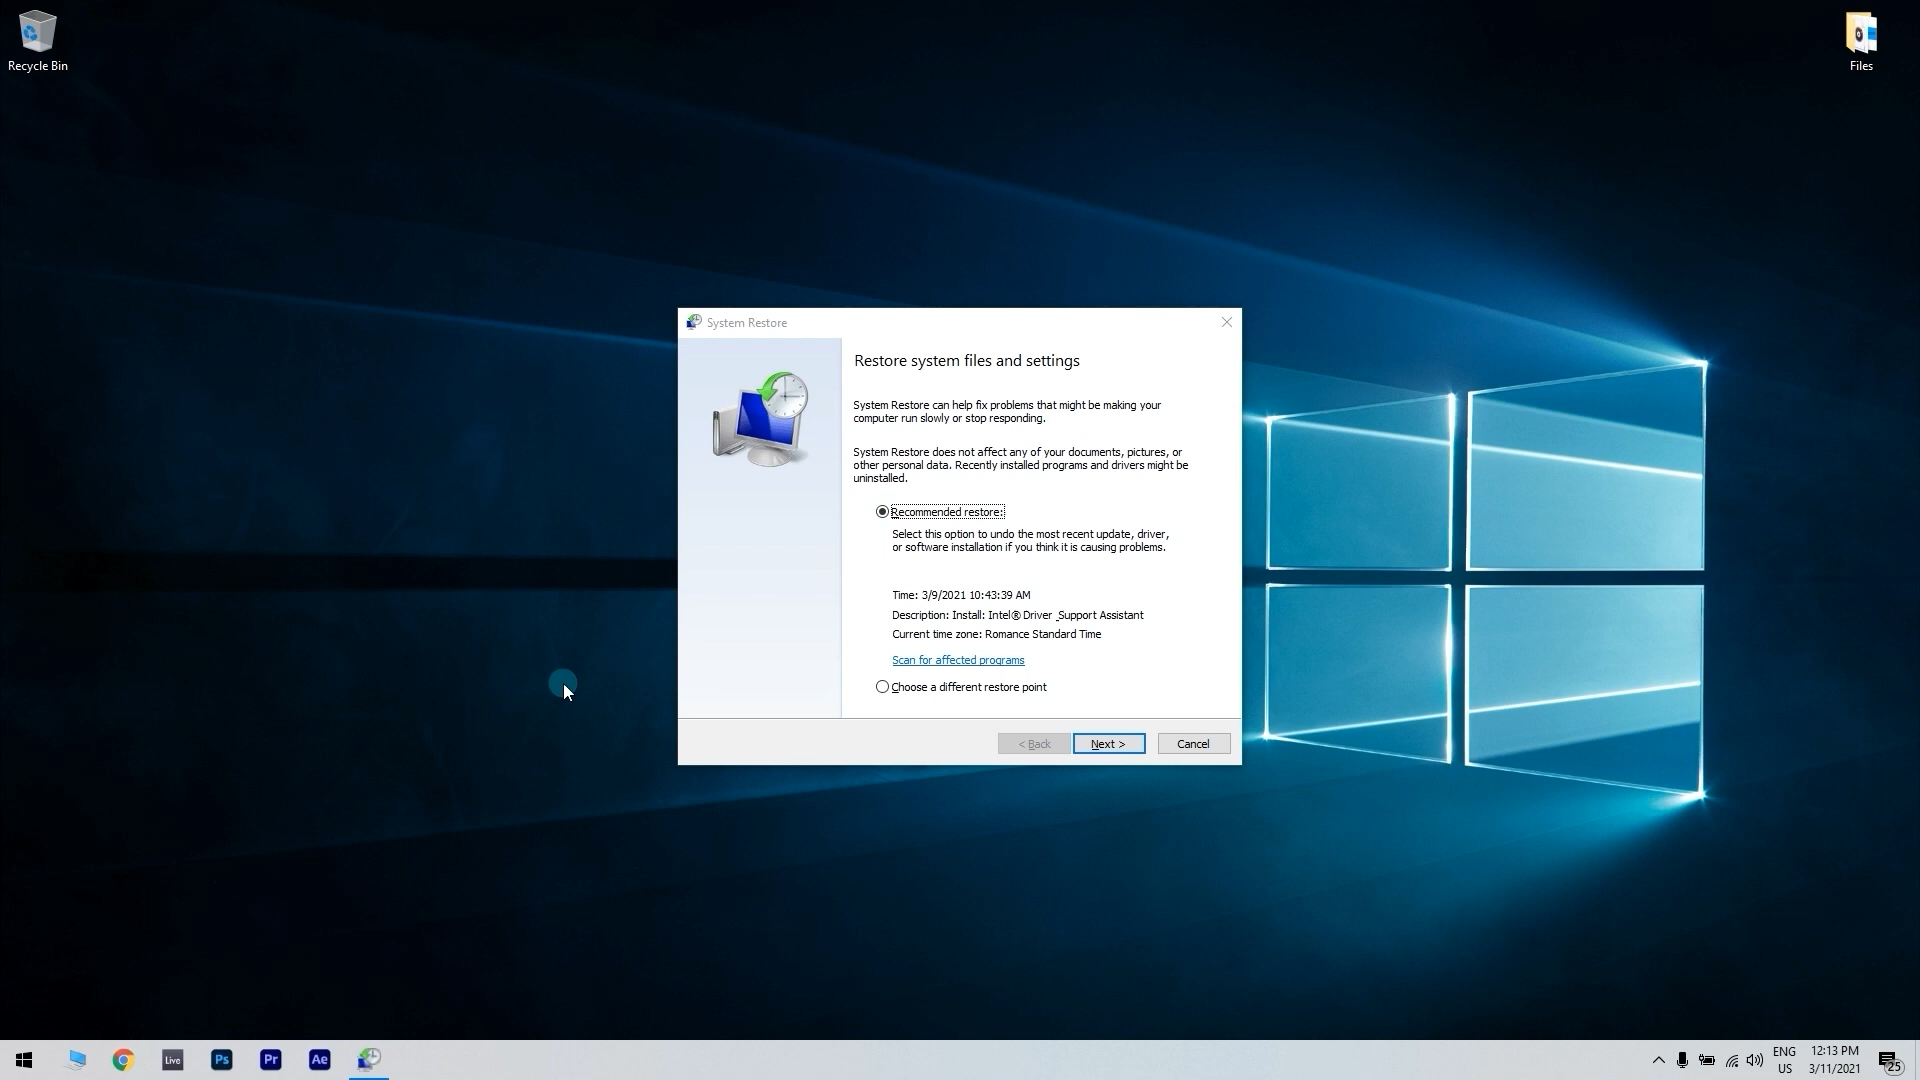 Recycle Bin
Files
System Restore
Restore system files and settings
System Restore can help fix problems that might be making your
computer run slowly or stop responding.
System Restore does not affect any of your documents, pictures, or
other personal data. Recently installed programs and drivers might be
uninstalled.
Recommended restore:
Select this option to undo the most recent update, driver,
or software installation if you think it is causing problems.
Time: 3/9/2021 10:43:39 AM
Description: Install: Intel® Driver _Support Assistant
Current time zone: Romance Standard Time
Scan for affected programs
Choose a different restore point
< Back
Next >
Cancel
Live
Ps
Pr
Ae
ENG
US
12:13 PM
3/11/2021
25